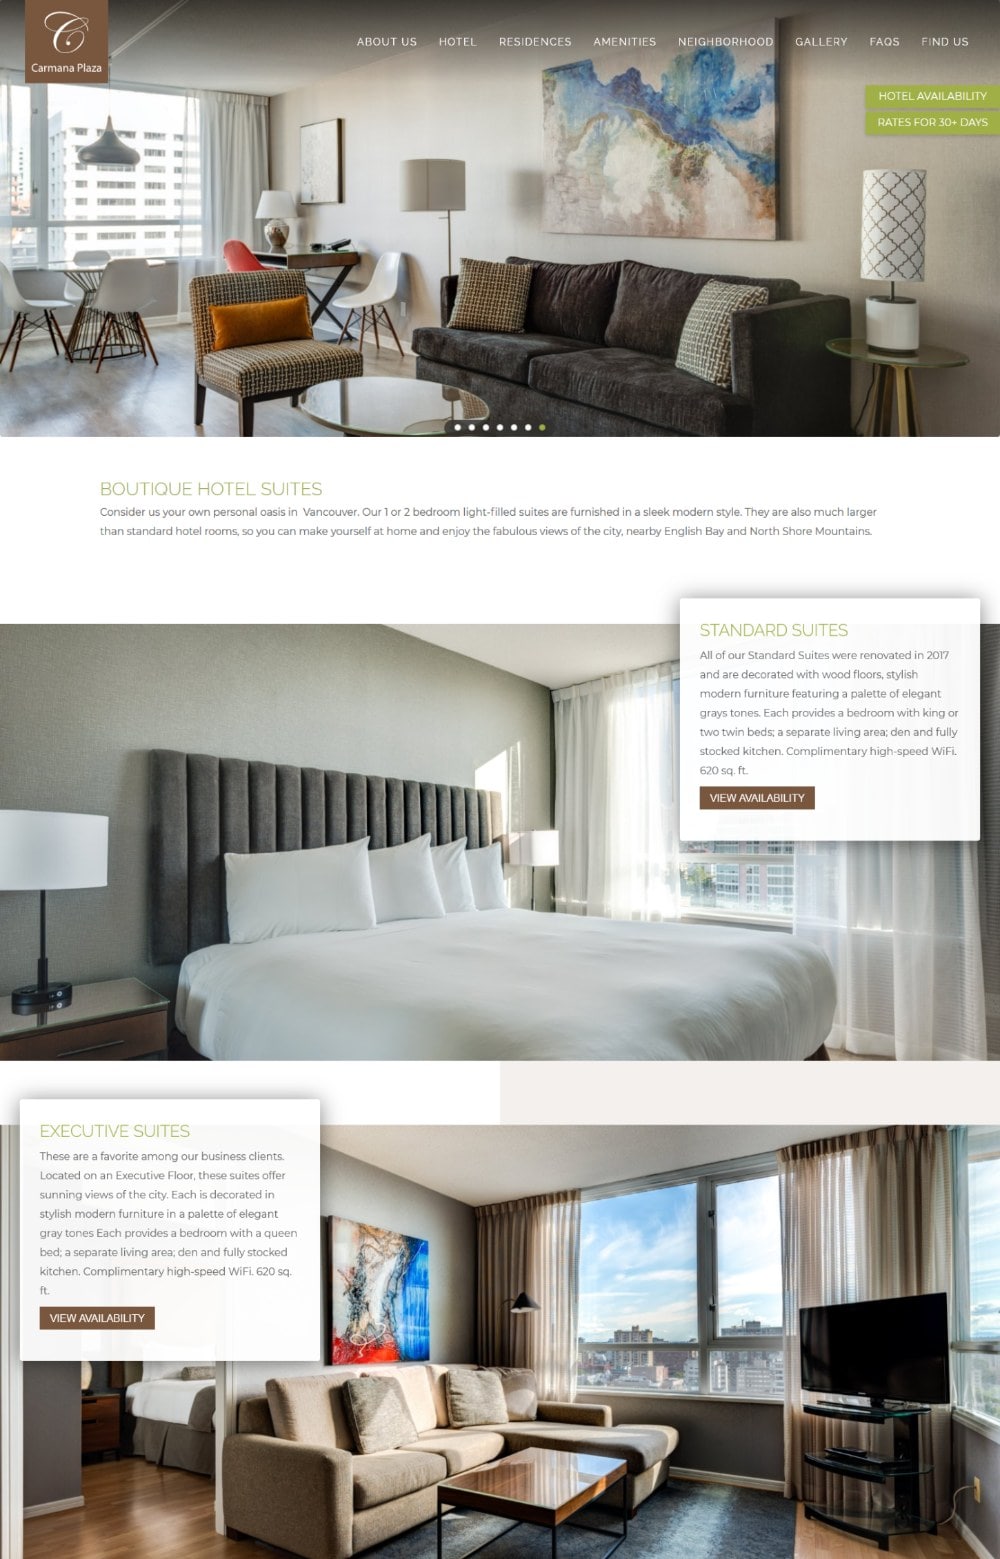 Carmana Plaza
ABOUT US HOTEL RESIDENCES AMENITIES NEIGHBORHOOD GALLERY FAQS FIND US
HOTEL AVAILABILITY
RATES FOR 30+ DAYS
BOUTIQUE HOTEL SUITES
Consider us your own personal oasis in Vancouver. Our 1 or 2 bedroom light-filled suites are furnished in a sleek modern style. They are also much larger
than standard hotel rooms, so you can make yourself at home and enjoy the fabulous views of the city, nearby English Bay and North Shore Mountains.
STANDARD SUITES
All of our Standard Suites were renovated in 2017
and are decorated with wood floors, stylish
modern furniture featuring a palette of elegant
grays tones. Each provides a bedroom with king or
two twin beds; a separate living area; den and fully
stocked kitchen. Complimentary high-speed WiFi.
620 sq. ft.
VIEW AVAILABILITY
EXECUTIVE SUITES
These are a favorite among our business clients.
Located on an Executive Floor, these suites offer
sunning views of the city. Each is decorated in
stylish modern furniture in a palette of elegant
gray tones Each provides a bedroom with a queen
bed; a separate living area; den and fully stocked
kitchen. Complimentary high-speed WiFi. 620 sq.
ft.
VIEW AVAILABILITY